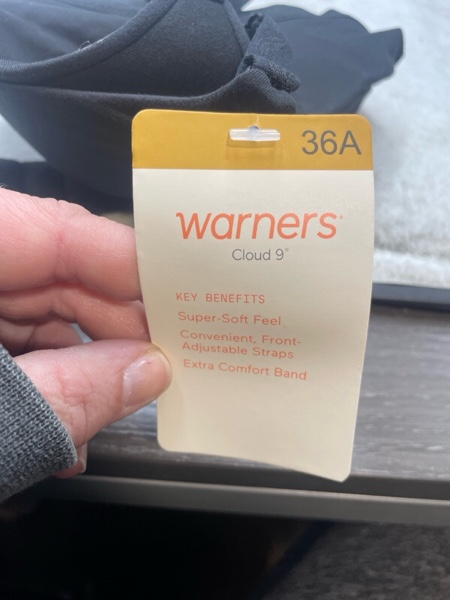 36A
warners®
Cloud 9®
KEY BENEFITS
Super-Soft Feel
Convenient, Front-
Adjustable Straps
Extra Comfort Band